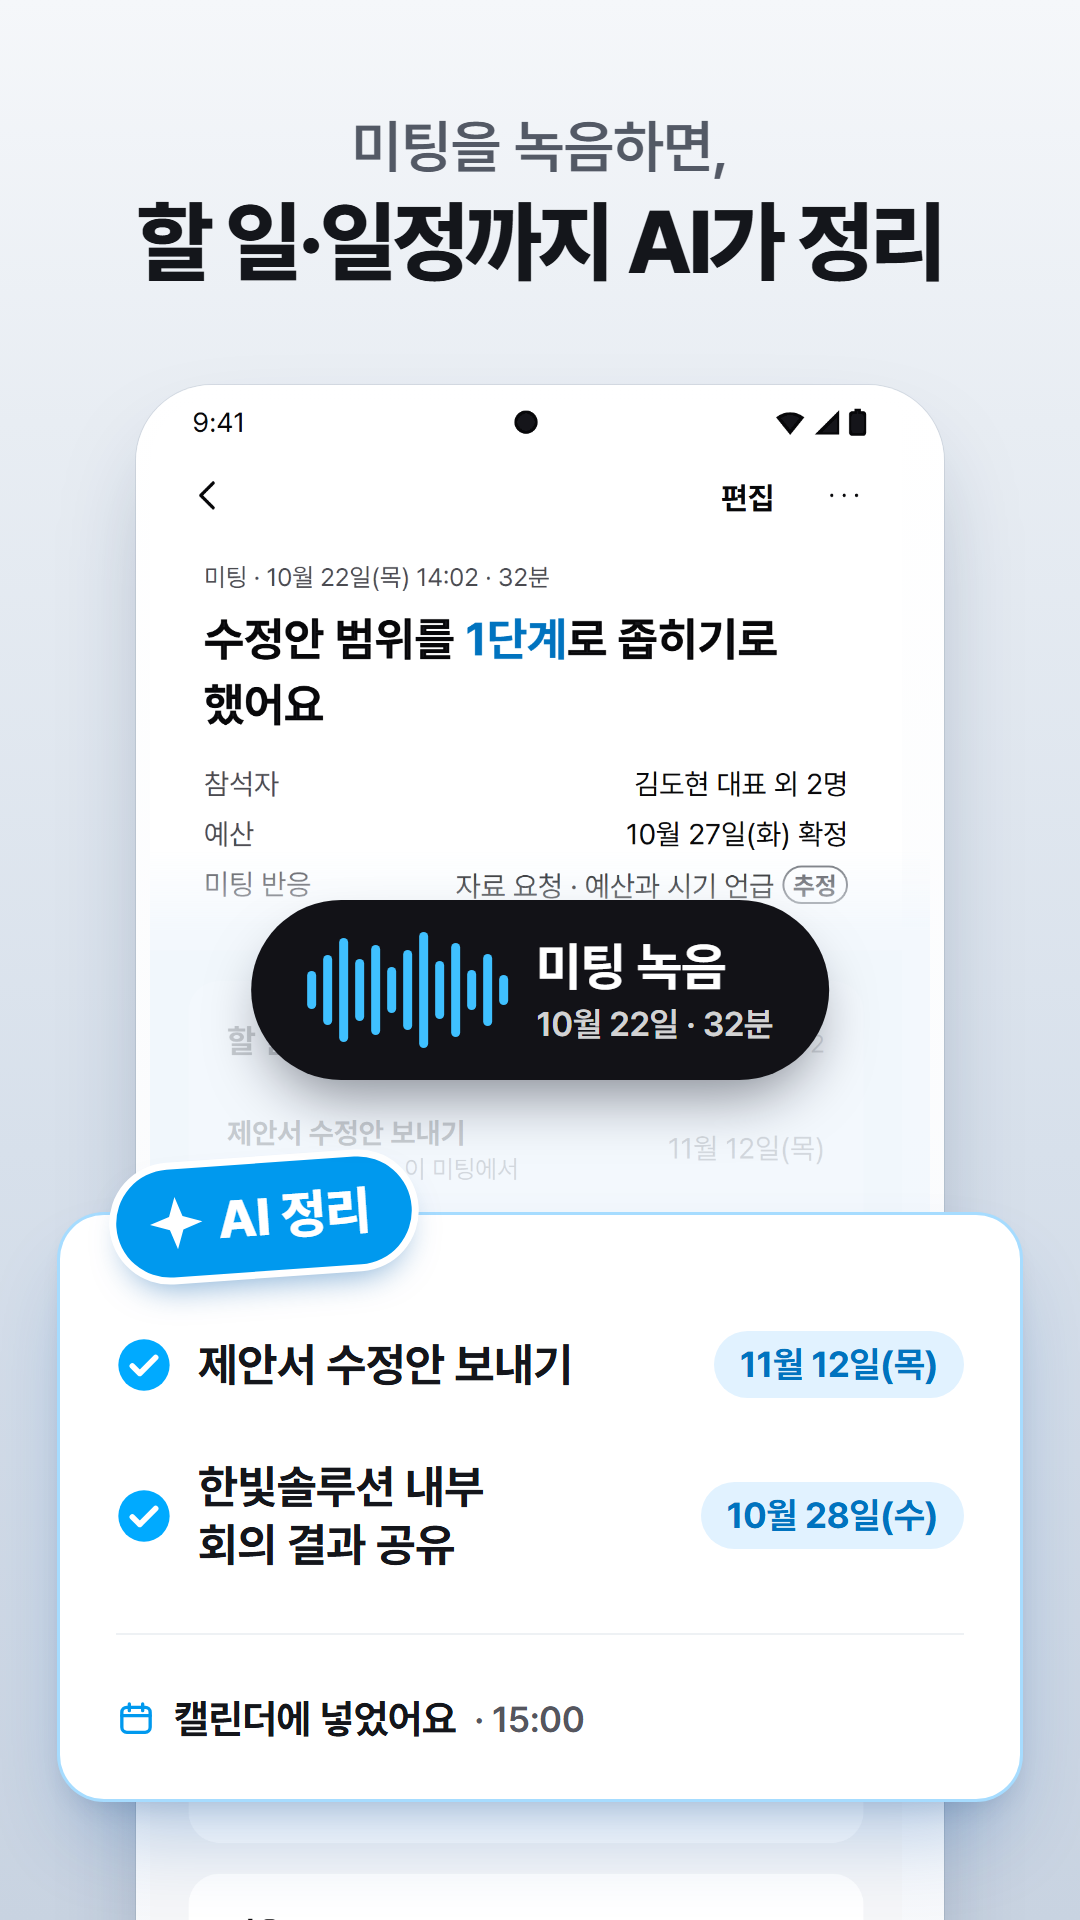 미팅을 녹음하면,
할 일·일정까지 AI가 정리
9:41
편집 ···
미팅 · 10월 22일(목) 14:02 · 32분
수정안 범위를 1단계로 좁히기로
했어요
참석자 김도현 대표 외 2명
예산 10월 27일(화) 확정
미팅 반응 자료 요청 · 예산과 시기 언급 추정
미팅 녹음
10월 22일 · 32분
할
2
제안서 수정안 보내기
11월 12일(목)
이 미팅에서
AI 정리
제안서 수정안 보내기 11월 12일(목)
한빛솔루션 내부
회의 결과 공유
10월 28일(수)
캘린더에 넣었어요 · 15:00